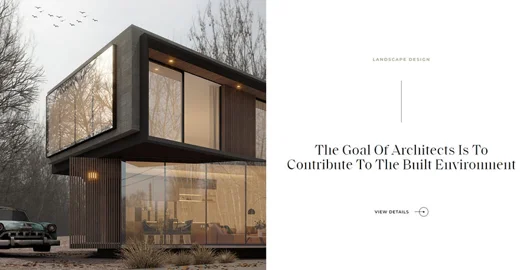 LANDSCAPE DESIGN
The Goal Of Architects Is To
Contribute To The Built Environment
VIEW DETAILS